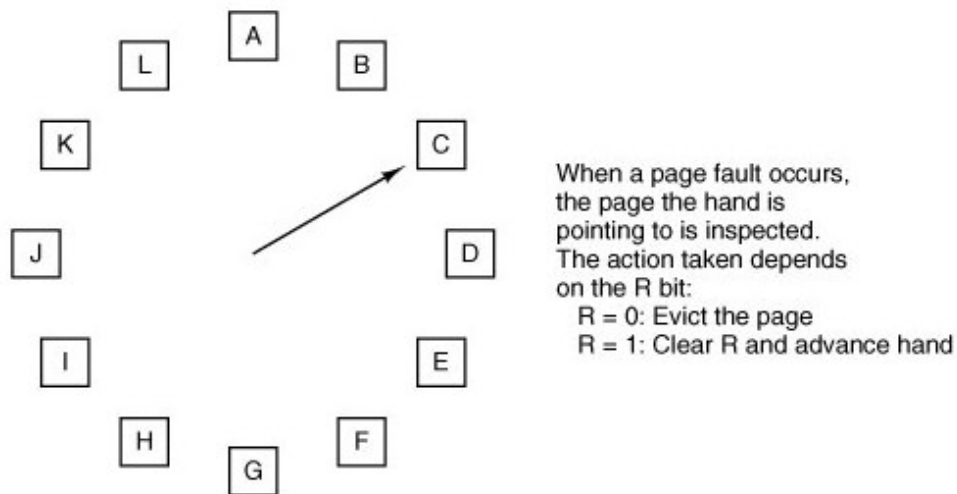 A
L
B
K
C
When a page fault occurs,
the page the hand is
pointing to is inspected.
The action taken depends
on the R bit:
R = 0: Evict the page
R = 1: Clear R and advance hand
J
D
I
E
H
F
G